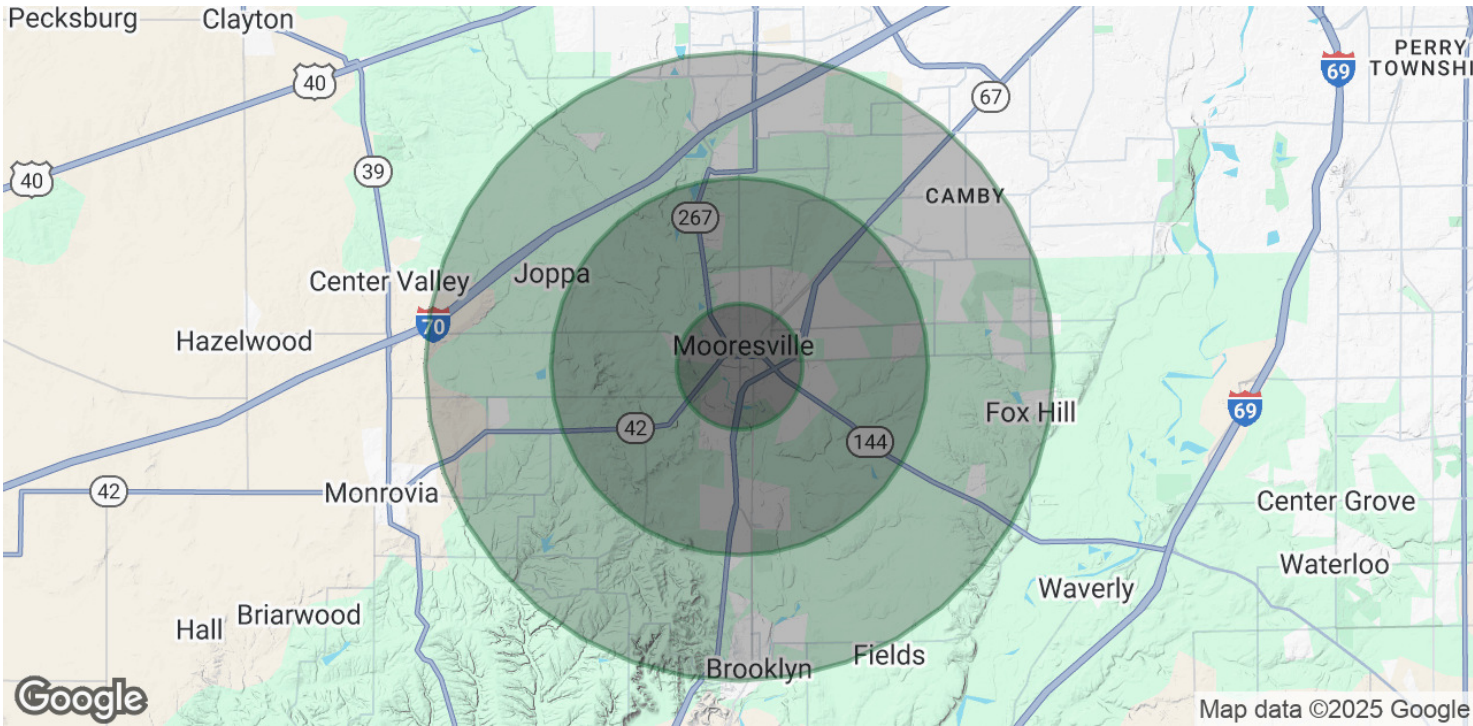 Pecksburg
Clayton
40
40
39
67
69
PERRY
TOWNSHI
CAMBY
267
Center Valley
Joppa
70
Hazelwood
Mooresville
42
144
Fox Hill
69
42
Monrovia
Center Grove
Waterloo
Waverly
Briarwood
Hall
Fields
Brooklyn
Google
Map data ©2025 Google